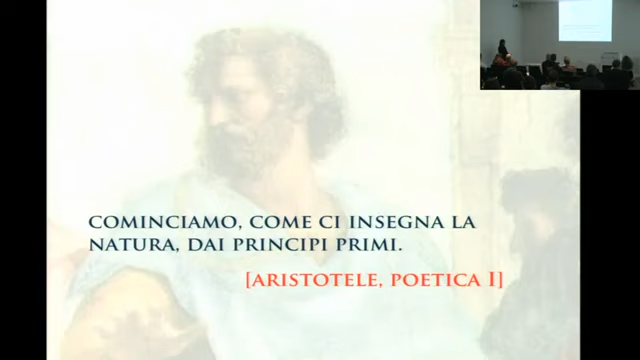 COMINCIAMO, COME CI INSEGNA LA
NATURA, DAI PRINCIPI PRIMI.
[ARISTOTELE, POETICA I]